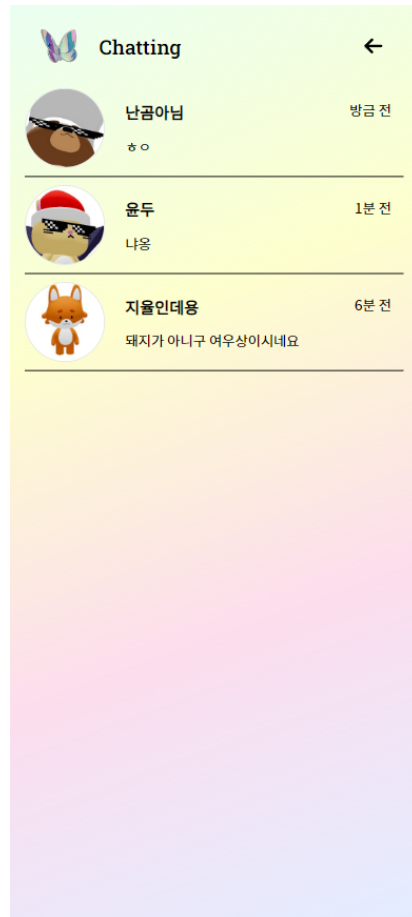 Chatting
난곰아님
방금 전
ㅎㅇ
윤두
1분 전
냐옹
지율인데용
6분 전
돼지가 아니구 여우상이시네요